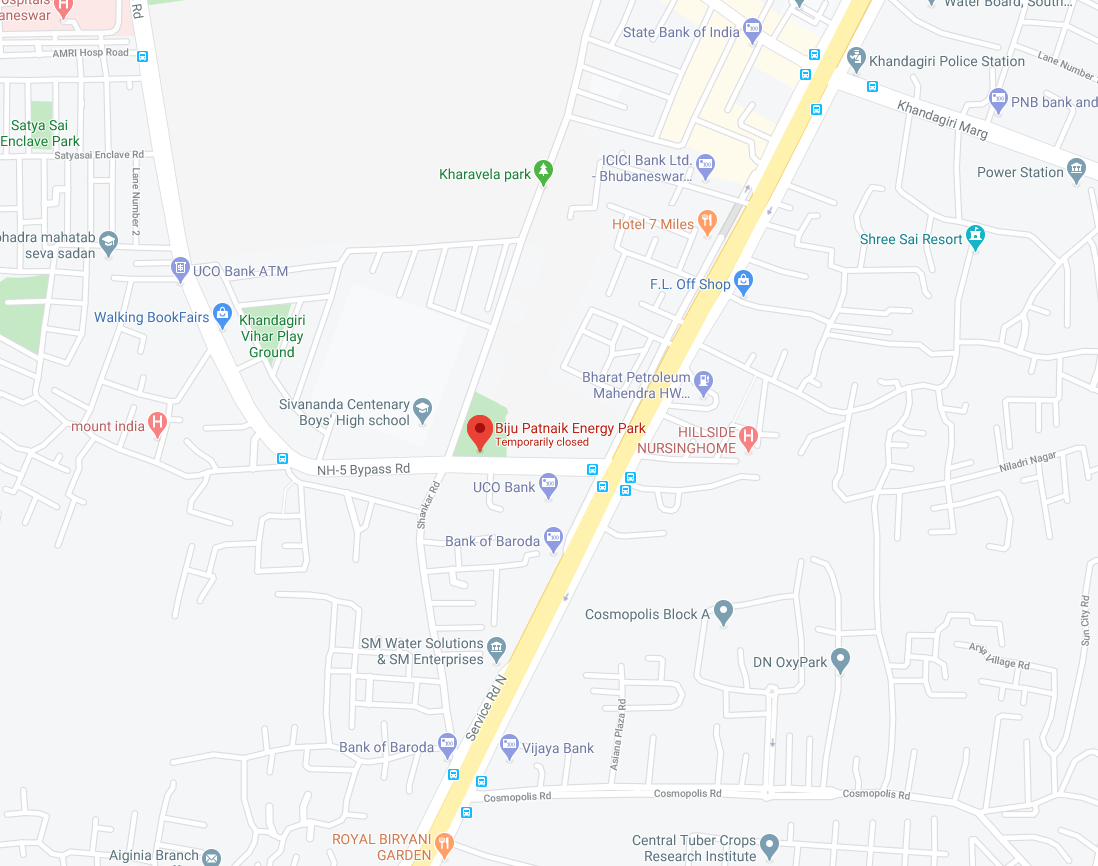 ospitals
aneswar
Rd
Water Board, South...
State Bank of India
AMRI Hosp Road
Khandagiri Police Station
Lane Number
PNB bank and
Khandagiri Marg
Satya Sai
Enclave Park
Satyasai Enclave Rd
ICICI Bank Ltd.
- Bhubaneswar...
Kharavela park
Power Station
Lane Number 2
Hotel 7 Miles
bhadra mahatab
seva sadan
Shree Sai Resort
UCO Bank ATM
F.L. Off Shop
Walking BookFairs
Khandagiri
Vihar Play
Ground
Bharat Petroleum
Mahendra HW...
Sivananda Centenary
Boys' High school
mount india
Biju Patnaik Energy Park
Temporarily closed
HILLSIDE
NURSINGHOME
NH-5 Bypass Rd
Niladri Nagar
UCO Bank
Shankar Rd
Bank of Baroda
Cosmopolis Block A
Sun City Rd
SM Water Solutions
& SM Enterprises
DN OxyPark
Village Rd
Service Rd N
Asiana Plaza Rd
Bank of Baroda
Vijaya Bank
Cosmopolis Rd
Cosmopolis Rd
Cosmopolis Rd
ROYAL BIRYANI
GARDEN
Central Tuber Crops
Research Institute
Aiginia Branch